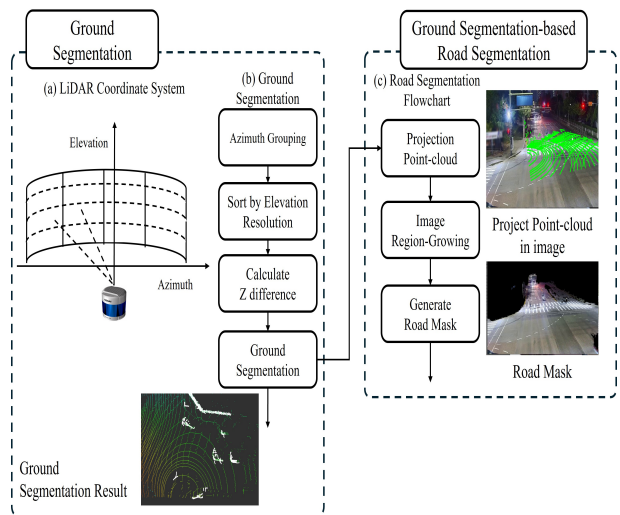 Ground
Segmentation
Ground Segmentation-based
Road Segmentation
(a) LiDAR Coordinate System
Elevation
Azimuth
(b) Ground
Segmentation
Azimuth Grouping
Sort by Elevation
Resolution
Calculate
Z difference
Ground
Segmentation
Ground
Segmentation Result
(c) Road Segmentation
Flowchart
Projection
Point-cloud
Image
Region-Growing
Generate
Road Mask
Project Point-cloud
in image
Road Mask